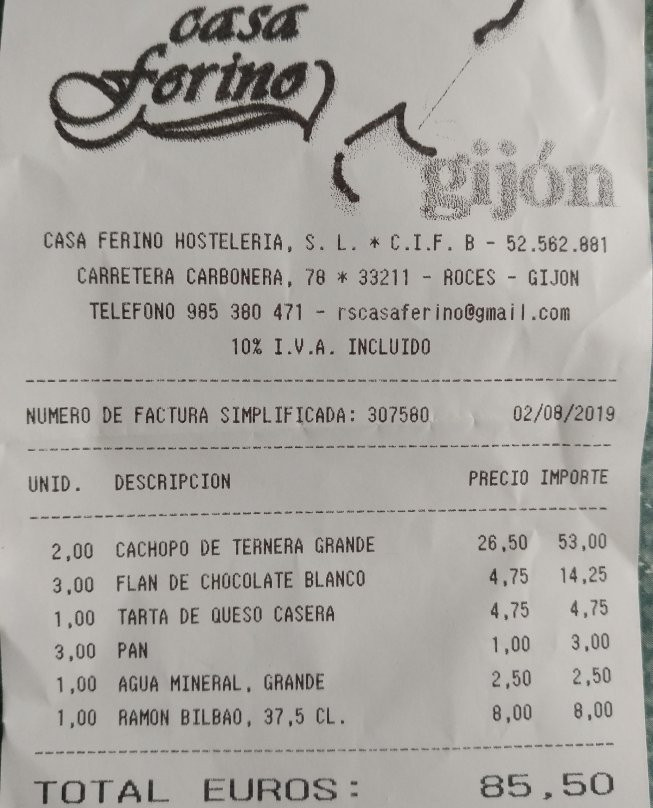 casa
Ferino
gijón
CASA FERINO HOSTELERIA, S. L. * C.I.F. B - 52.562.881
CARRETERA CARBONERA, 78 * 33211 - ROCES - GIJON
TELEFONO 985 380 471 - rscasaferino@gmail.com
10% I.V.A. INCLUIDO
NUMERO DE FACTURA SIMPLIFICADA: 307580 02/08/2019
UNID. DESCRIPCION PRECIO IMPORTE
2,00 CACHOPO DE TERNERA GRANDE 26,50 53,00
3,00 FLAN DE CHOCOLATE BLANCO 4,75 14,25
1,00 TARTA DE QUESO CASERA 4,75 4,75
3,00 PAN 1,00 3,00
1,00 AGUA MINERAL, GRANDE 2,50 2,50
1,00 RAMON BILBAO, 37,5 CL. 8,00 8,00
TOTAL EUROS: 85,50